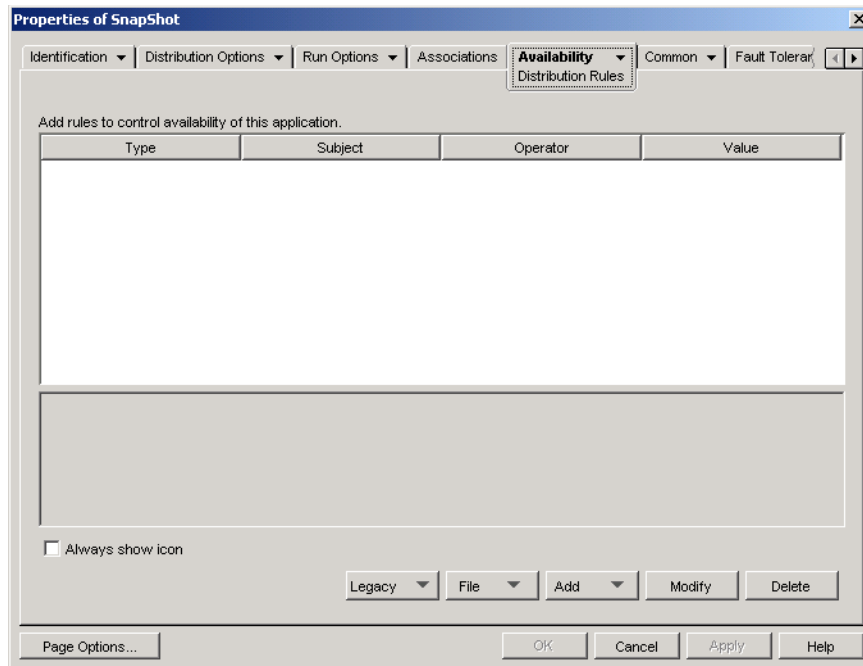 Properties of SnapShot
Identification Distribution Options Run Options Associations Availability Common Fault Toleran
Distribution Rules
Add rules to control availability of this application.
Type Subject Operator Value
Always show icon
Legacy File Add Modify Delete
Page Options... OK Cancel Apply Help